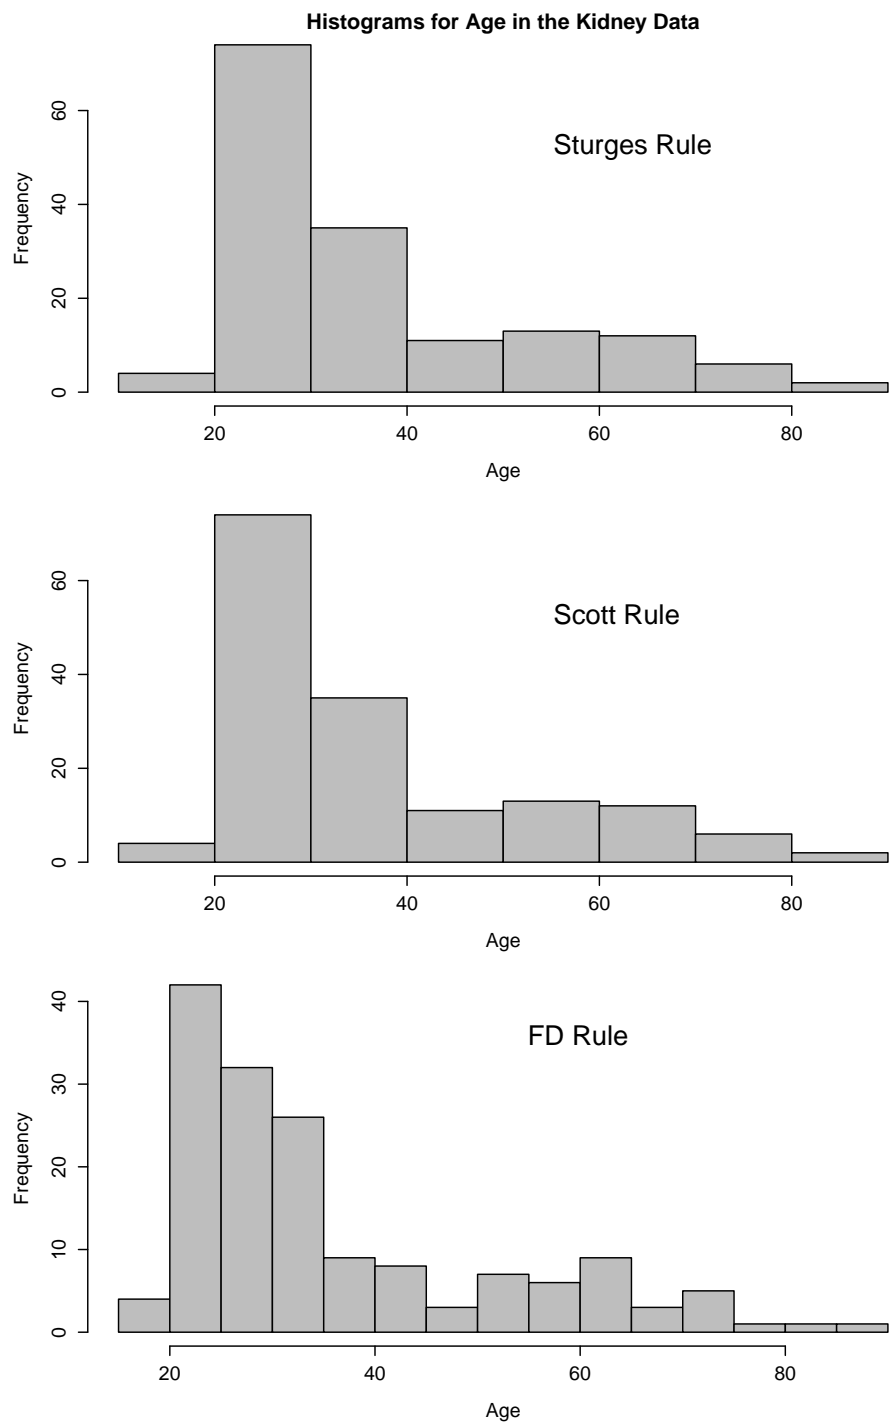 Histograms for Age in the Kidney Data
Sturges Rule
Frequency
0
20
40
60
20 40 60 80
Age
Scott Rule
Frequency
0
20
40
60
20 40 60 80
Age
FD Rule
Frequency
0
10
20
30
40
20 40 60 80
Age